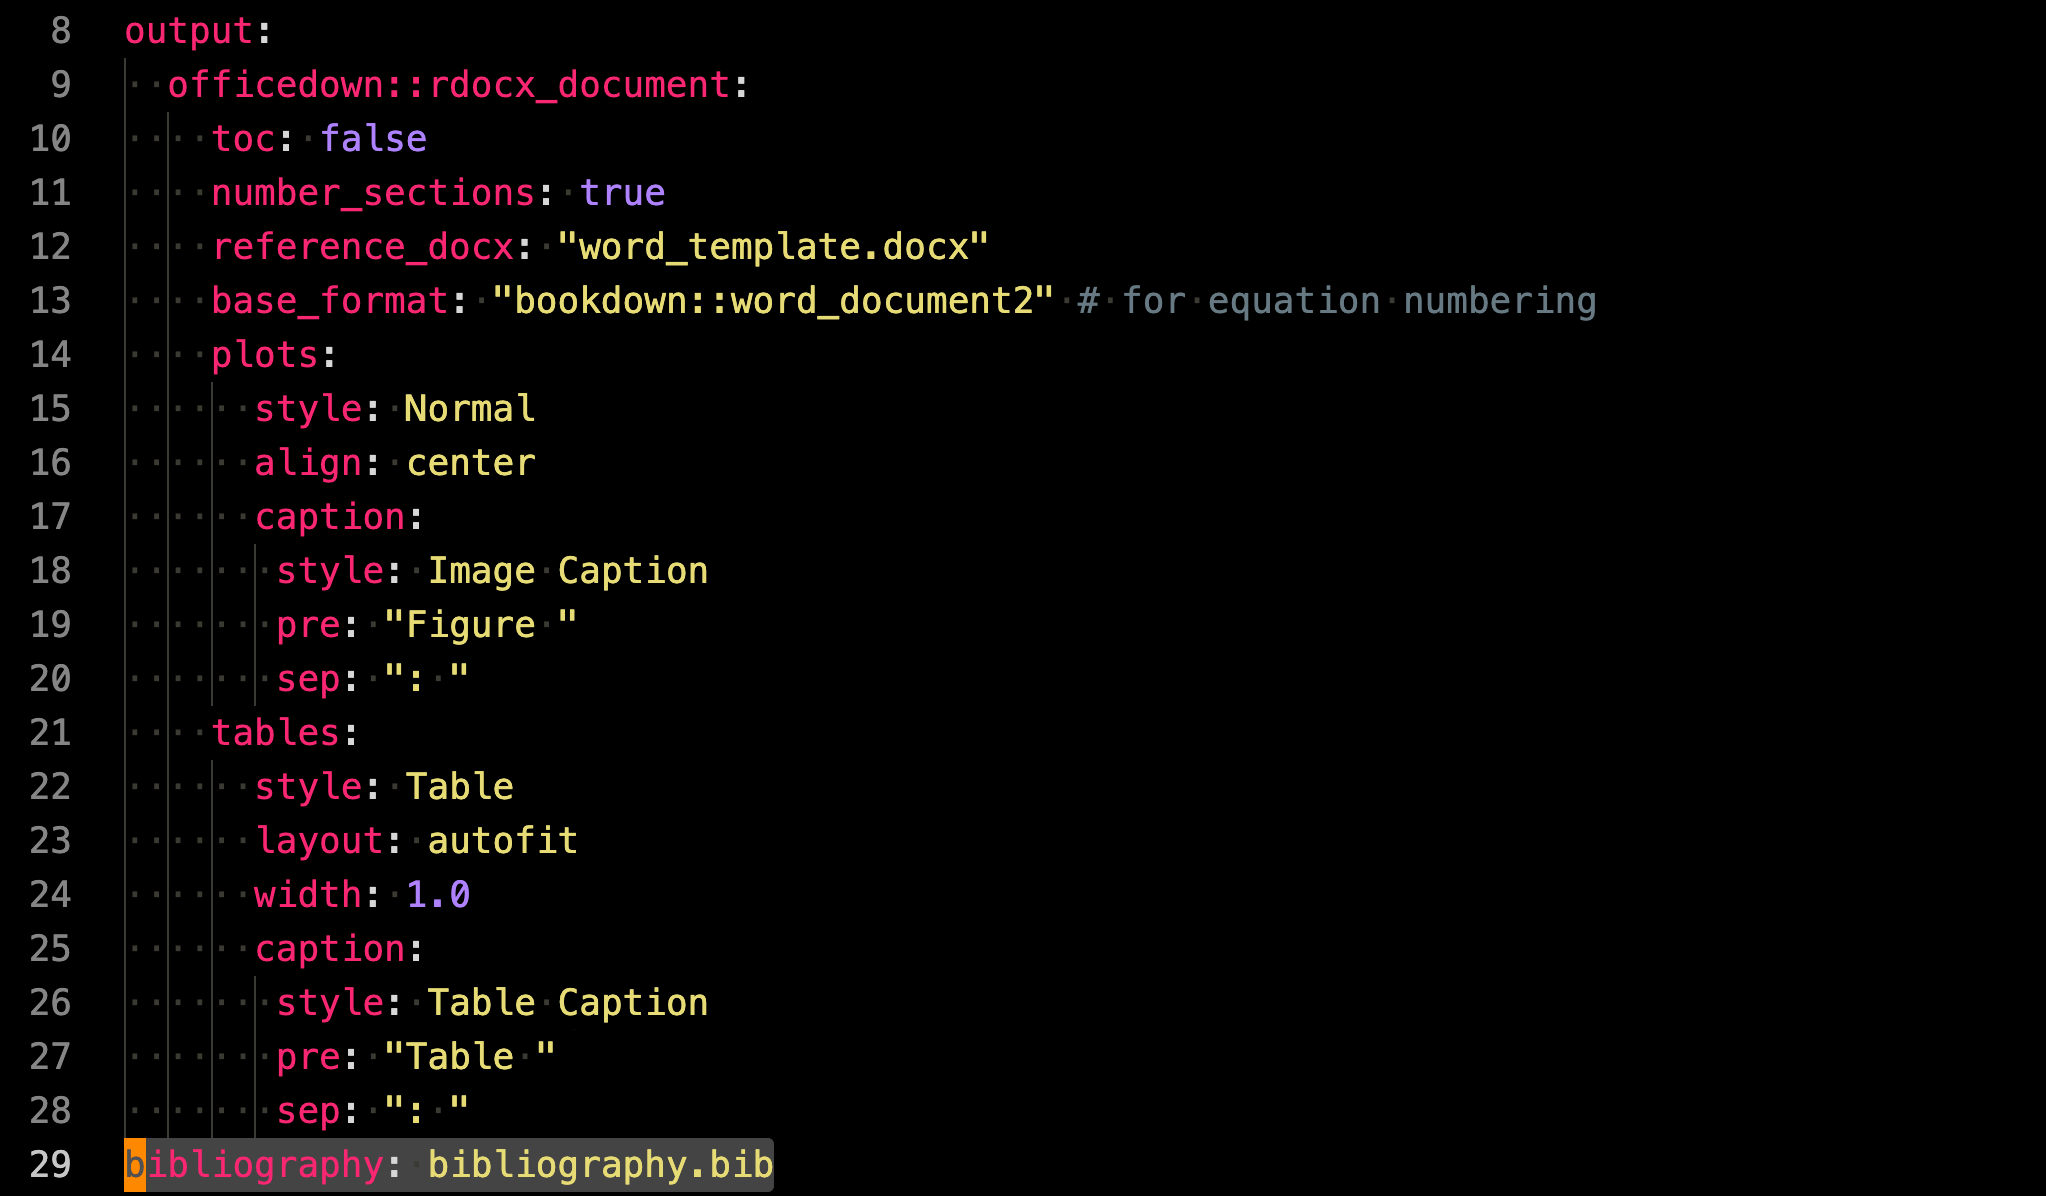 8 output:
9   officedown::rdocx_document:
10     toc: false
11     number_sections: true
12     reference_docx: "word_template.docx"
13     base_format: "bookdown::word_document2" # for equation numbering
14     plots:
15       style: Normal
16       align: center
17       caption:
18        style: Image Caption
19        pre: "Figure "
20        sep: ": "
21     tables:
22       style: Table
23       layout: autofit
24       width: 1.0
25       caption:
26        style: Table Caption
27        pre: "Table "
28        sep: ": "
29 bibliography: bibliography.bib